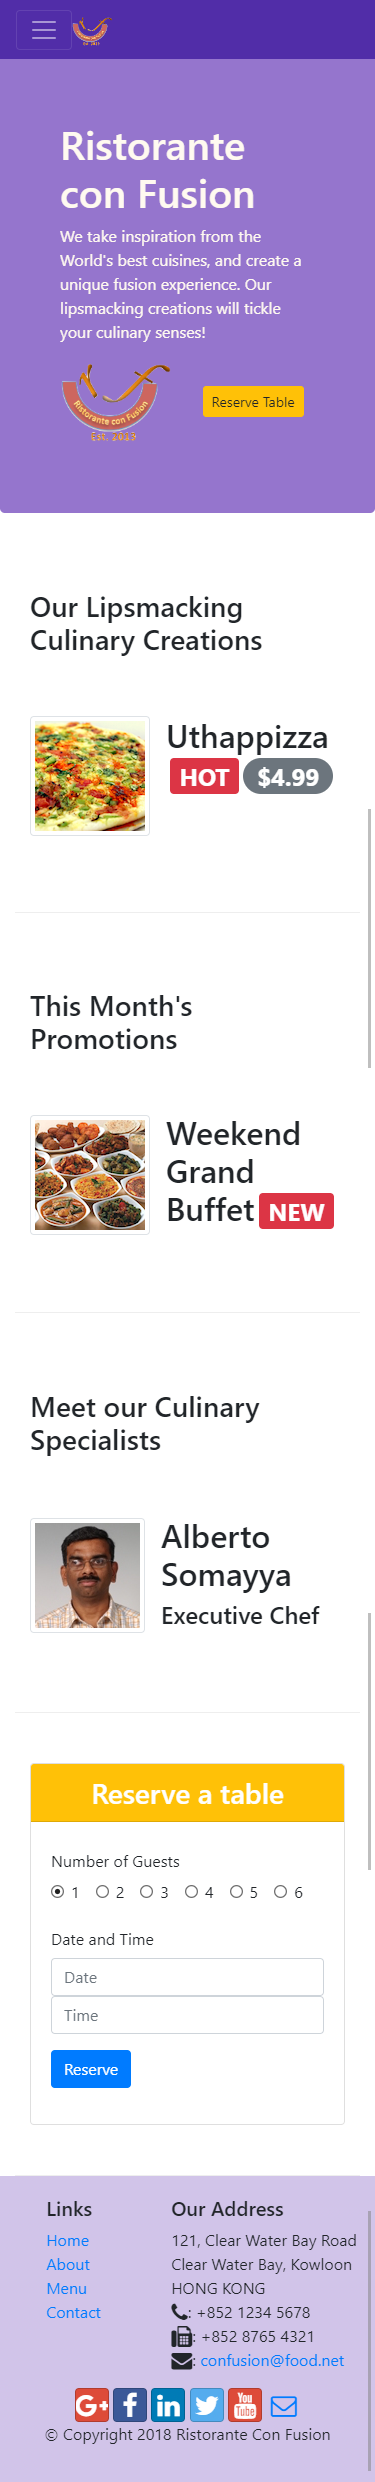 Ristorante
con Fusion
We take inspiration from the
World's best cuisines, and create a
unique fusion experience. Our
lipsmacking creations will tickle
your culinary senses!
Ristorante con Fusion
Reserve Table
Our Lipsmacking
Culinary Creations
Uthappizza
HOT $4.99
This Month's
Promotions
Weekend
Grand
Buffet NEW
Meet our Culinary
Specialists
Alberto
Somayya
Executive Chef
Reserve a table
Number of Guests
1 2 3 4 5 6
Date and Time
Date
Time
Reserve
Links
Home
About
Menu
Contact
Our Address
121, Clear Water Bay Road
Clear Water Bay, Kowloon
HONG KONG
: +852 1234 5678
: +852 8765 4321
: confusion@food.net
G+ f in You Tube
© Copyright 2018 Ristorante Con Fusion